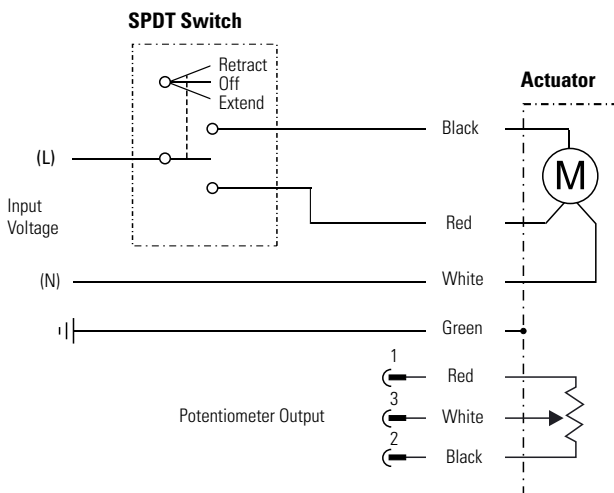 SPDT Switch
Retract
Off
Extend
Actuator
Black
(L)
M
Input
Voltage
Red
(N)
White
Green
1
Red
3
Potentiometer Output
White
2
Black